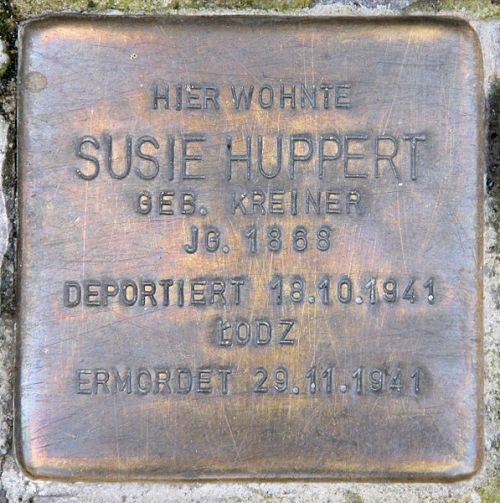 HIER WOHNTE
SUSIE HUPPERT
GEB. KREINER
JG. 1868
DEPORTIERT 18.10.1941
ŁODZ
ERMORDET 29.11.1941